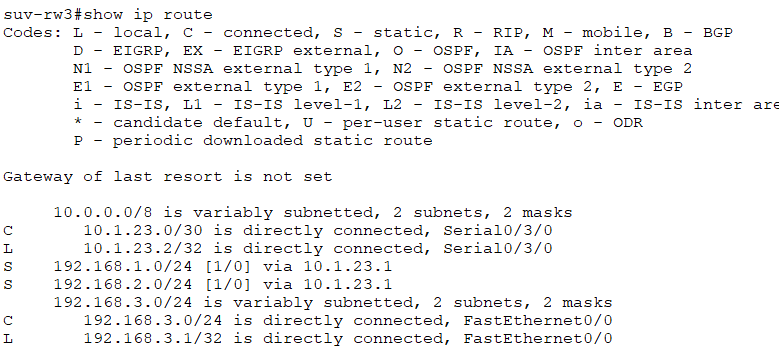 suv-rw3#show ip route
Codes: L - local, C - connected, S - static, R - RIP, M - mobile, B - BGP
       D - EIGRP, EX - EIGRP external, O - OSPF, IA - OSPF inter area
       N1 - OSPF NSSA external type 1, N2 - OSPF NSSA external type 2
       E1 - OSPF external type 1, E2 - OSPF external type 2, E - EGP
       i - IS-IS, L1 - IS-IS level-1, L2 - IS-IS level-2, ia - IS-IS inter are
       * - candidate default, U - per-user static route, o - ODR
       P - periodic downloaded static route
Gateway of last resort is not set
     10.0.0.0/8 is variably subnetted, 2 subnets, 2 masks
C       10.1.23.0/30 is directly connected, Serial0/3/0
L       10.1.23.2/32 is directly connected, Serial0/3/0
S    192.168.1.0/24 [1/0] via 10.1.23.1
S    192.168.2.0/24 [1/0] via 10.1.23.1
     192.168.3.0/24 is variably subnetted, 2 subnets, 2 masks
C       192.168.3.0/24 is directly connected, FastEthernet0/0
L       192.168.3.1/32 is directly connected, FastEthernet0/0